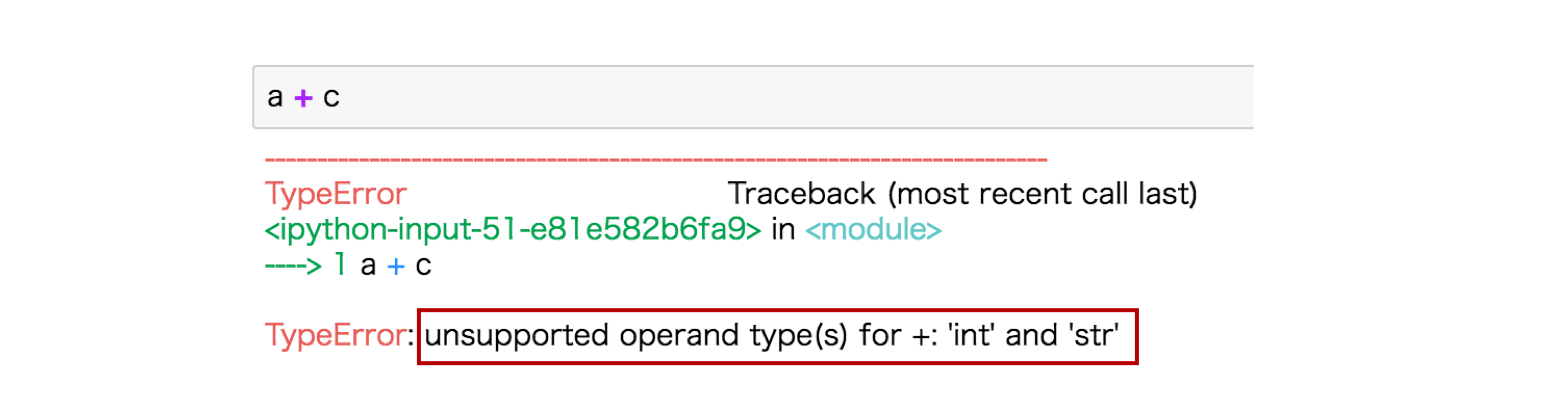 a + c
---------------------------------------------------------------------------
TypeError Traceback (most recent call last)
<ipython-input-51-e81e582b6fa9> in <module>
----> 1 a + c
TypeError: unsupported operand type(s) for +: 'int' and 'str'